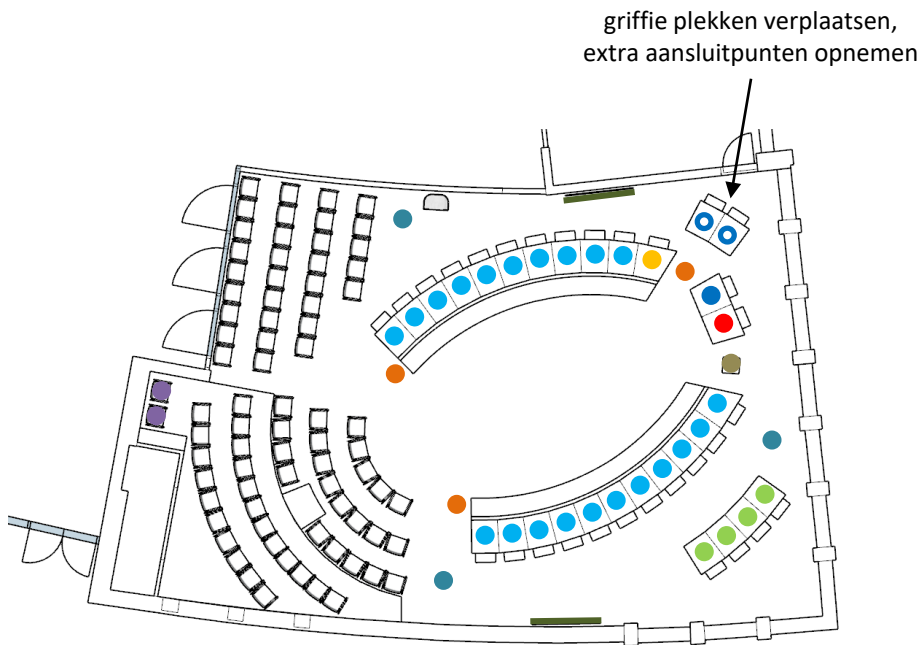 griffie plekken verplaatsen,
extra aansluitpunten opnemen